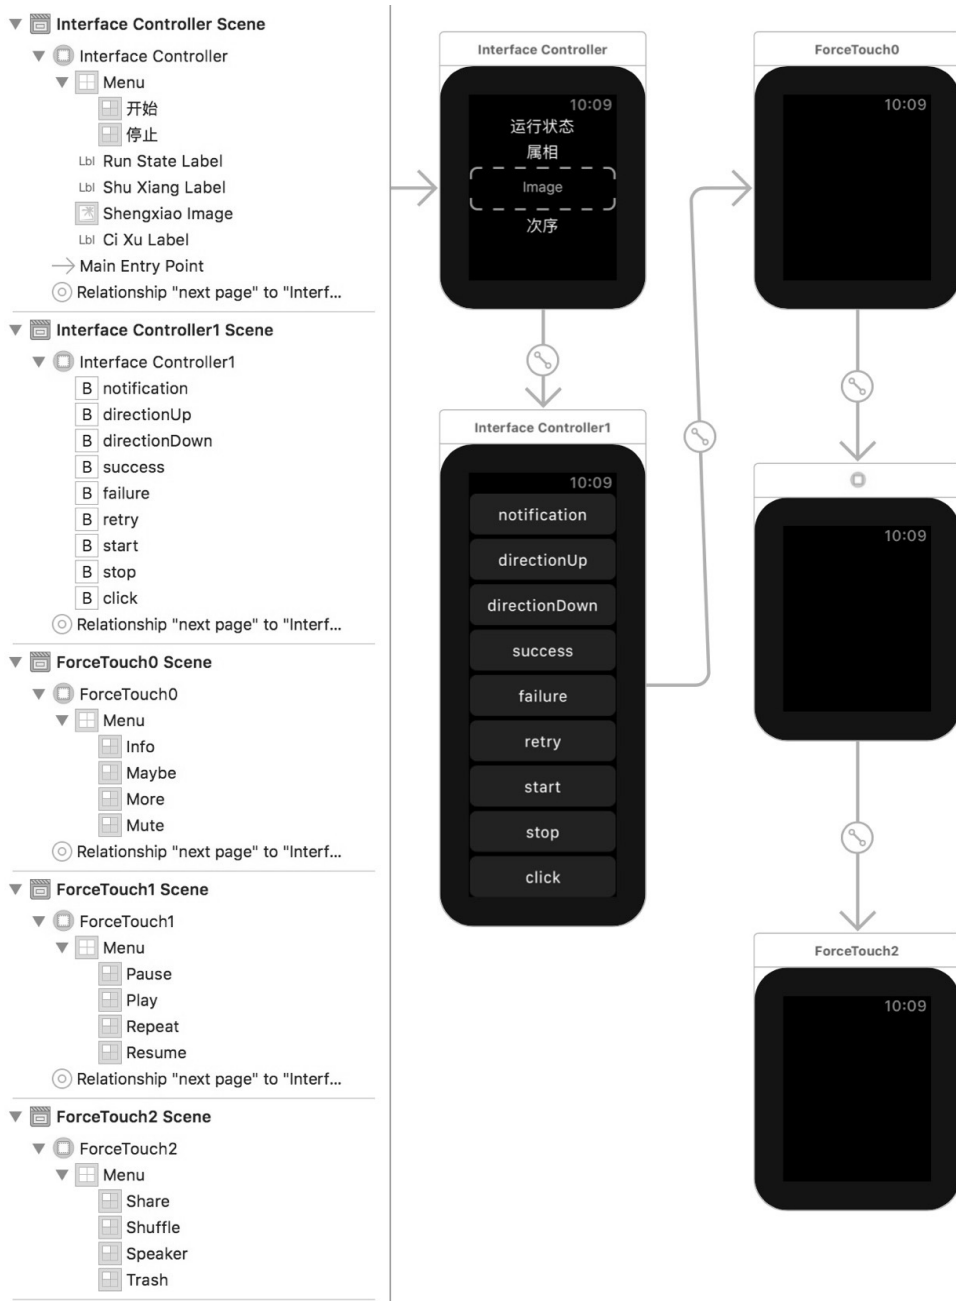 Interface Controller Scene
Interface Controller
Menu
开始
停止
Lbl Run State Label
Lbl Shu Xiang Label
Shengxiao Image
Lbl Ci Xu Label
Main Entry Point
Relationship "next page" to "Interf...
Interface Controller1 Scene
Interface Controller1
B notification
B directionUp
B directionDown
B success
B failure
B retry
B start
B stop
B click
Relationship "next page" to "Interf...
ForceTouch0 Scene
ForceTouch0
Menu
Info
Maybe
More
Mute
Relationship "next page" to "Interf...
ForceTouch1 Scene
ForceTouch1
Menu
Pause
Play
Repeat
Resume
Relationship "next page" to "Interf...
ForceTouch2 Scene
ForceTouch2
Menu
Share
Shuffle
Speaker
Trash
Interface Controller
10:09
运行状态
属相
Image
次序
Interface Controller1
10:09
notification
directionUp
directionDown
success
failure
retry
start
stop
click
ForceTouch0
10:09
10:09
ForceTouch2
10:09